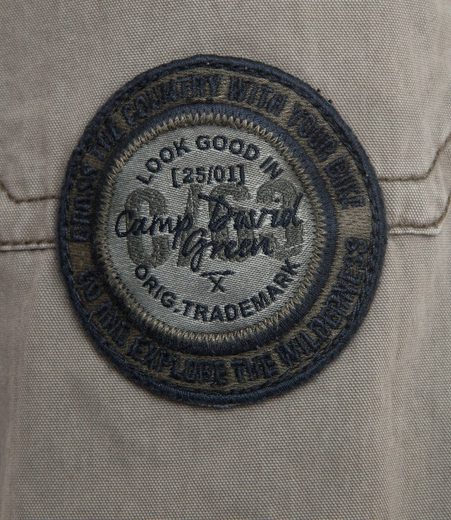 CROSS THE COUNTRY WITH YOUR BIKE
GO AND EXPLORE THE WILDERNESS
LOOK GOOD IN
[25/01]
Camp David
Green
X
ORIG.TRADEMARK